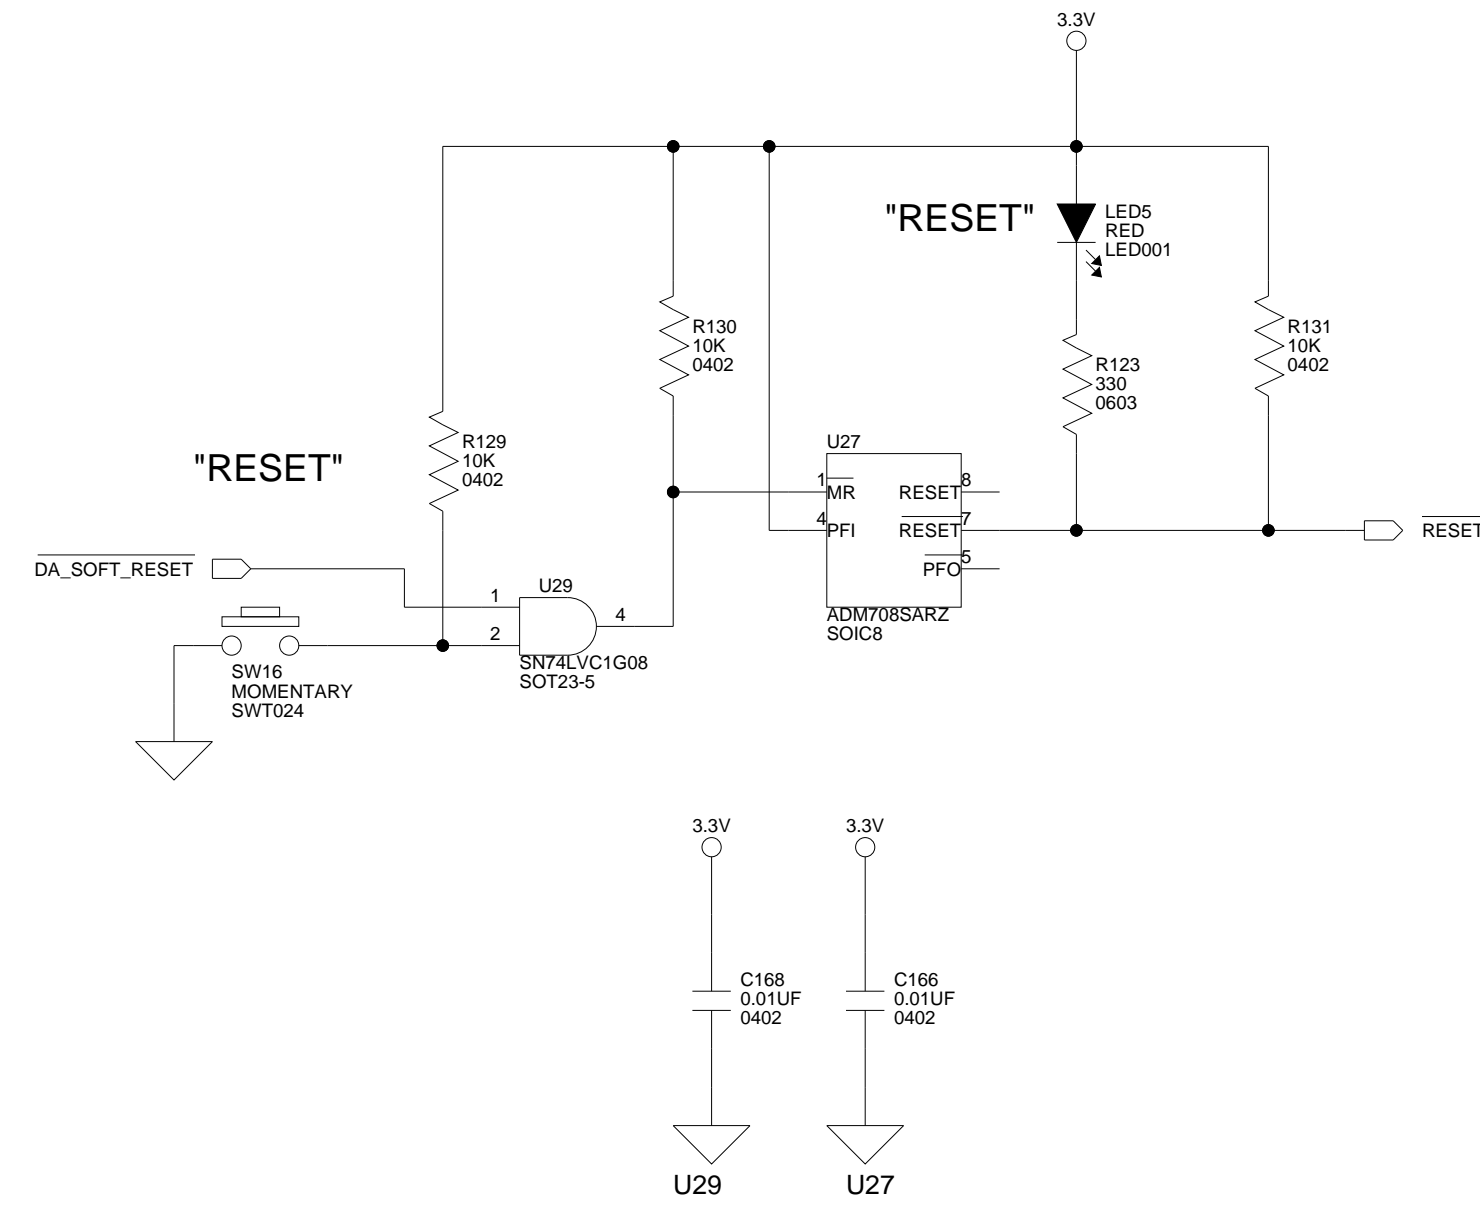 3.3V
"RESET"
LED5
RED
LED001
R130
10K
0402
R131
10K
0402
R123
330
0603
"RESET"
R129
10K
0402
U27
1
MR
RESET
8
4
PFI
RESET
7
PFO
5
ADM708SARZ
SOIC8
RESET
DA_SOFT_RESET
U29
1
2
4
SN74LVC1G08
SOT23-5
SW16
MOMENTARY
SWT024
3.3V
3.3V
C168
0.01UF
0402
C166
0.01UF
0402
U29
U27